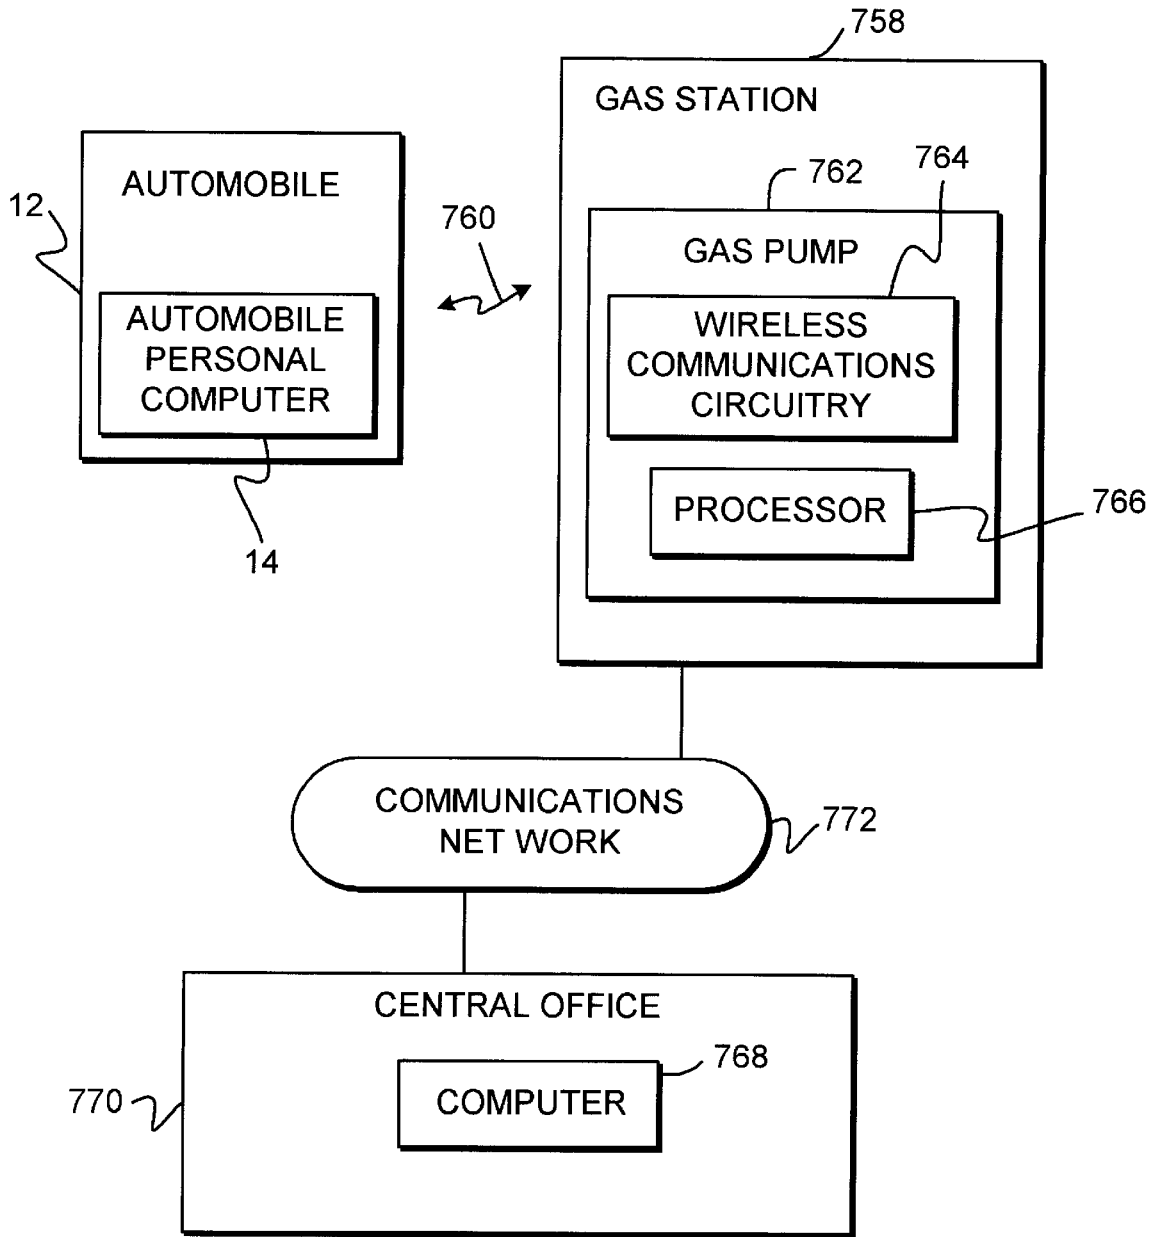 758
GAS STATION
764
762
AUTOMOBILE
12
760
GAS PUMP
AUTOMOBILE
PERSONAL
COMPUTER
WIRELESS
COMMUNICATIONS
CIRCUITRY
PROCESSOR
766
14
COMMUNICATIONS
NET WORK
772
CENTRAL OFFICE
768
COMPUTER
770